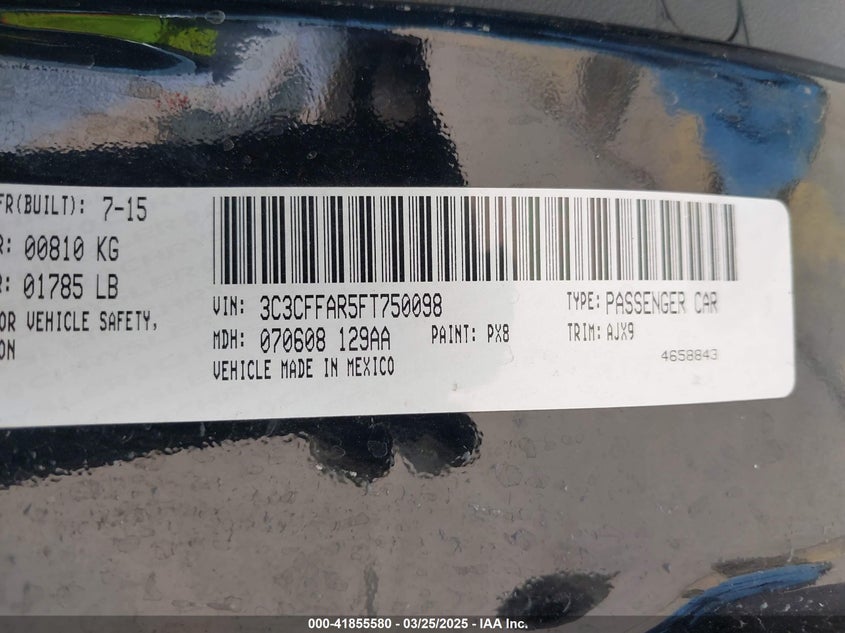 FR(BUILT): 7-15
R: 00810 KG
R: 01785 LB
OR VEHICLE SAFETY,
ON
VIN: 3C3CFFAR5FT750098
TYPE: PASSENGER CAR
MDH: 070608 129AA
PAINT: PX8
TRIM: AJX9
VEHICLE MADE IN MEXICO
4658843
000-41855580 - 03/25/2025 - IAA Inc.